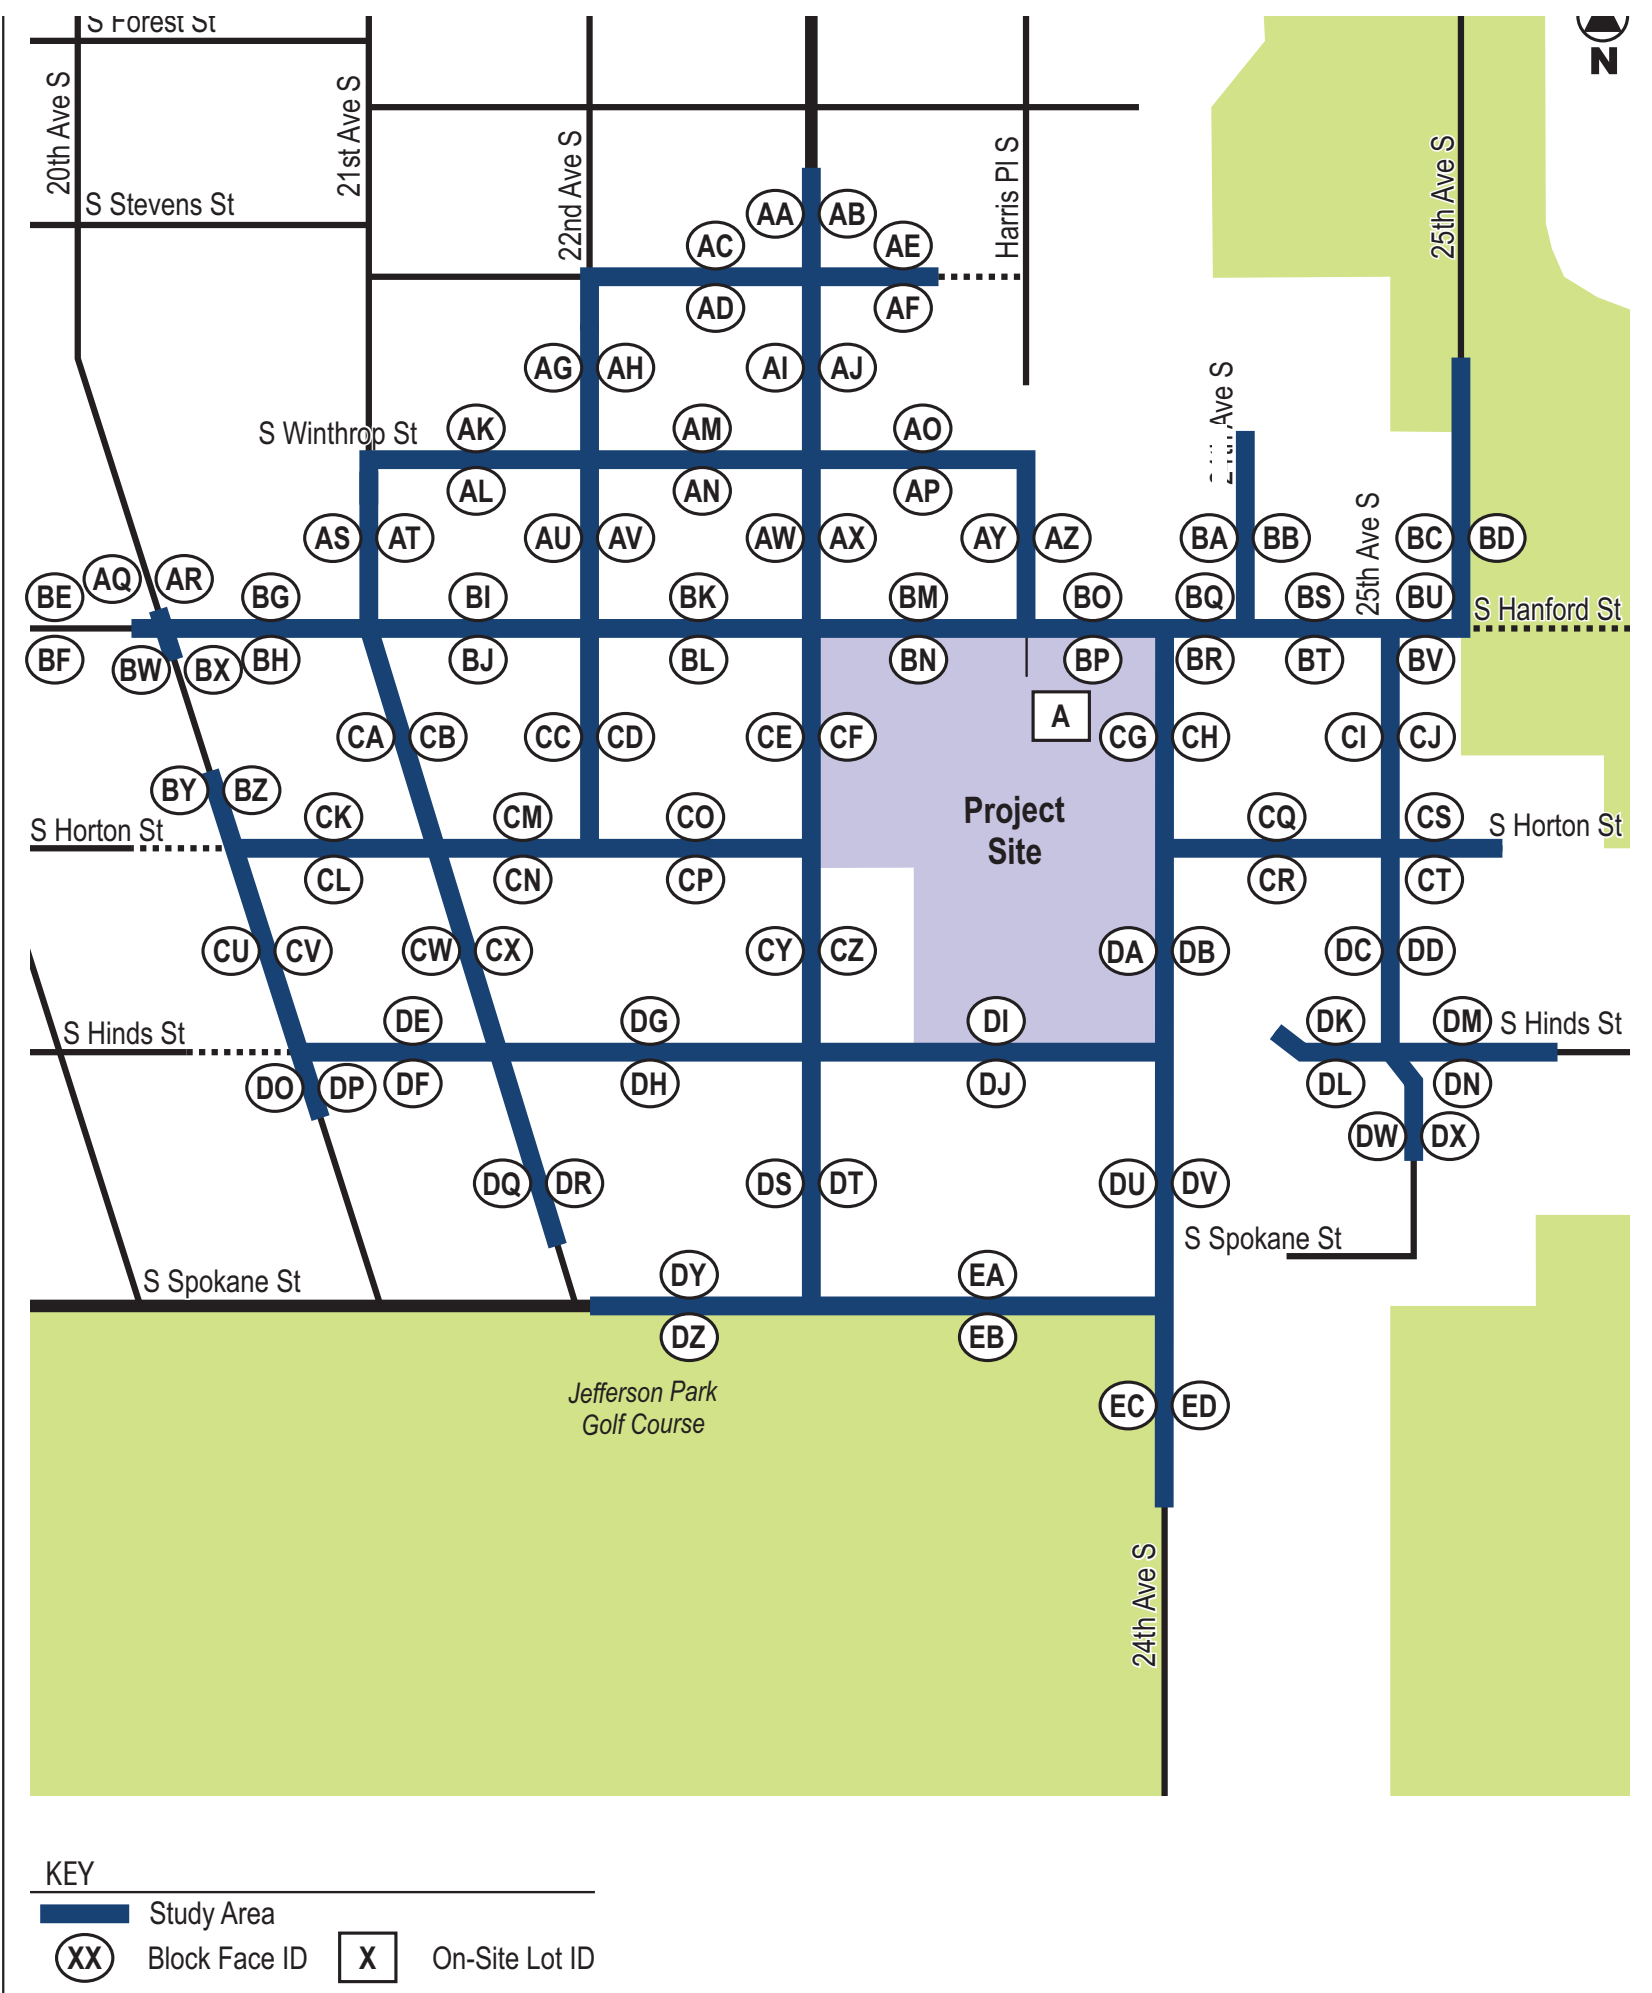 S Forest St
N
20th Ave S
21st Ave S
22nd Ave S
Harris Pl S
25th Ave S
S Stevens St
AA AB
AC AE
AD AF
AG AH AI AJ
Ave S
S Winthrop St
AK AM AO
AL AN AP
25th Ave S
AS AT AU AV AW AX AY AZ BA BB BC BD
AQ AR
BE BG BI BK BM BO BQ BS BU
S Hanford St
BF BW BX BH BJ BL BN BP BR BT BV
A
CA CB CC CD CE CF CG CH CI CJ
BY BZ
Project
Site
S Horton St
CK CM CO CQ CS
S Horton St
CL CN CP CR CT
CU CV CW CX CY CZ DA DB DC DD
S Hinds St
DE DG DI DK DM
S Hinds St
DO DP DF DH DJ DL DN
DW DX
DQ DR DS DT DU DV
S Spokane St
S Spokane St
DY EA
DZ EB
Jefferson Park
Golf Course
EC ED
24th Ave S
KEY
Study Area
XX Block Face ID X On-Site Lot ID